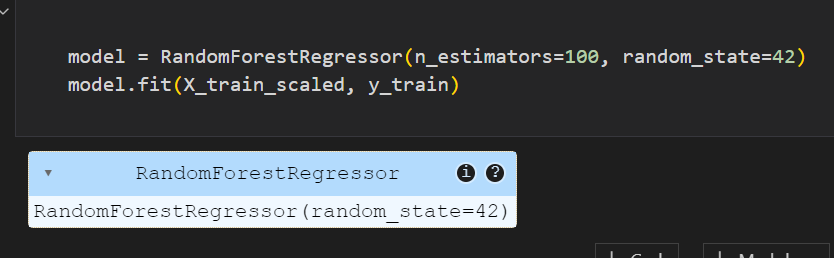 model = RandomForestRegressor(n_estimators=100, random_state=42)
model.fit(X_train_scaled, y_train)
RandomForestRegressor i ?
RandomForestRegressor(random_state=42)